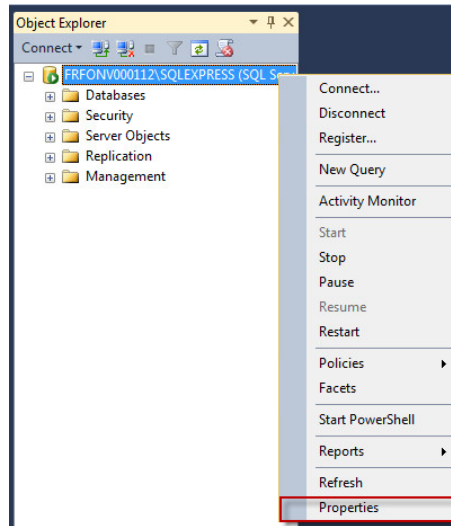 Object Explorer
Connect
FRFONV000112\SQLEXPRESS (SQL
Databases
Security
Server Objects
Replication
Management
Connect...
Disconnect
Register...
New Query
Activity Monitor
Start
Stop
Pause
Resume
Restart
Policies
Facets
Start PowerShell
Reports
Refresh
Properties